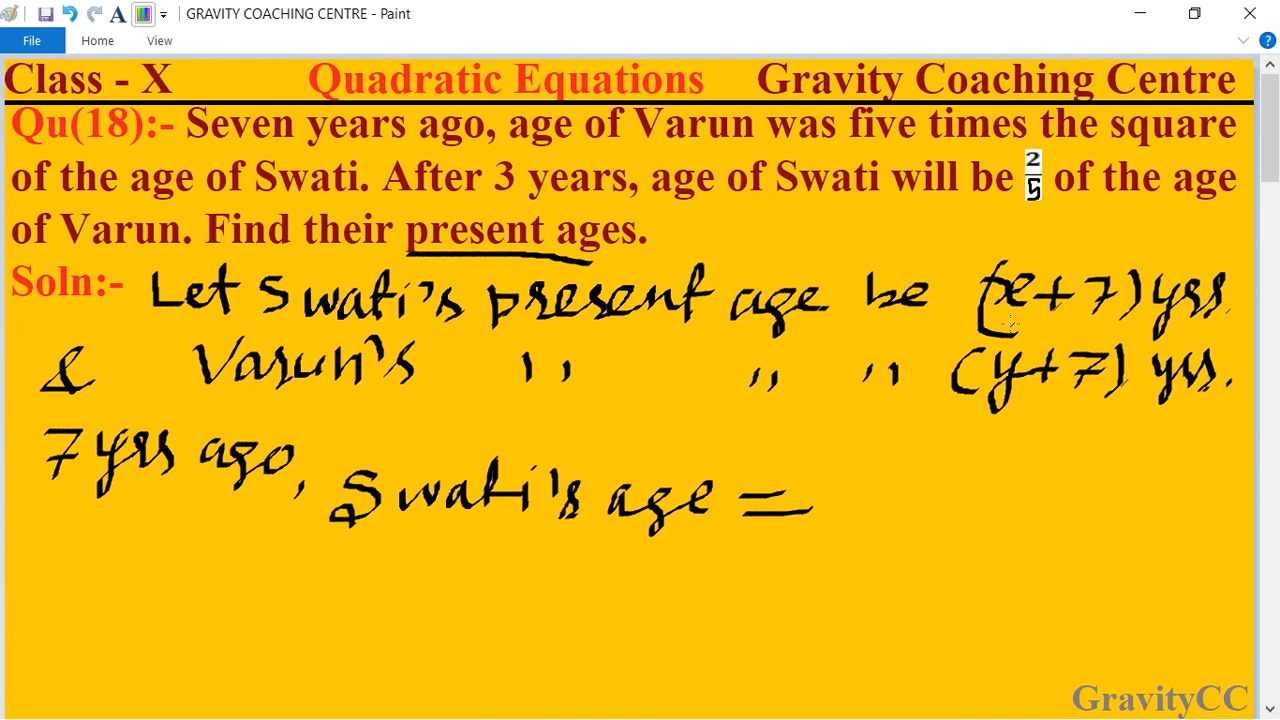 GRAVITY COACHING CENTRE - Paint
File Home View
Class - X Quadratic Equations Gravity Coaching Centre
Qu(18):- Seven years ago, age of Varun was five times the square
of the age of Swati. After 3 years, age of Swati will be 2/5 of the age
of Varun. Find their present ages.
Soln:- Let Swati's present age be (x+7) yrs.
& Varun's " " " (y+7) yrs.
7 yrs ago, Swati's age =
GravityCC